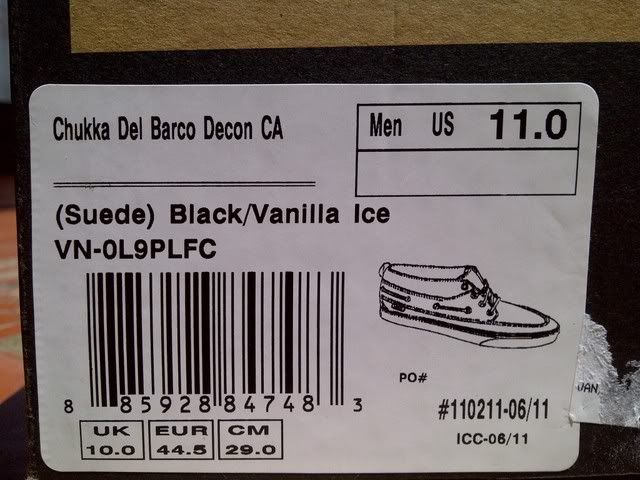 Chukka Del Barco Decon CA
Men US 11.0
(Suede) Black/Vanilla Ice
VN-0L9PLFC
8 85928 84748 3
PO#
#110211-06/11
ICC-06/11
UK 10.0
EUR 44.5
CM 29.0